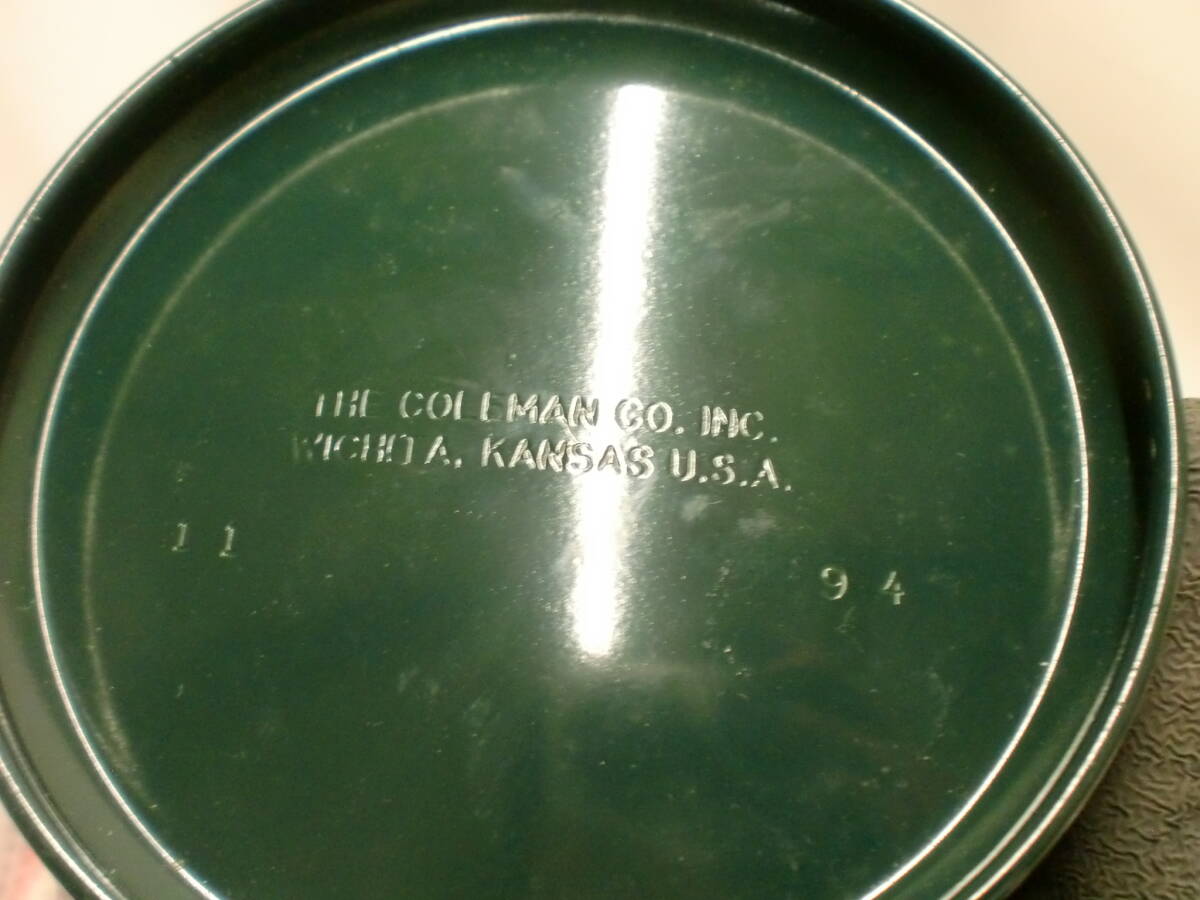 THE COLEMAN CO. INC.
WICHITA, KANSAS U.S.A.
11 94